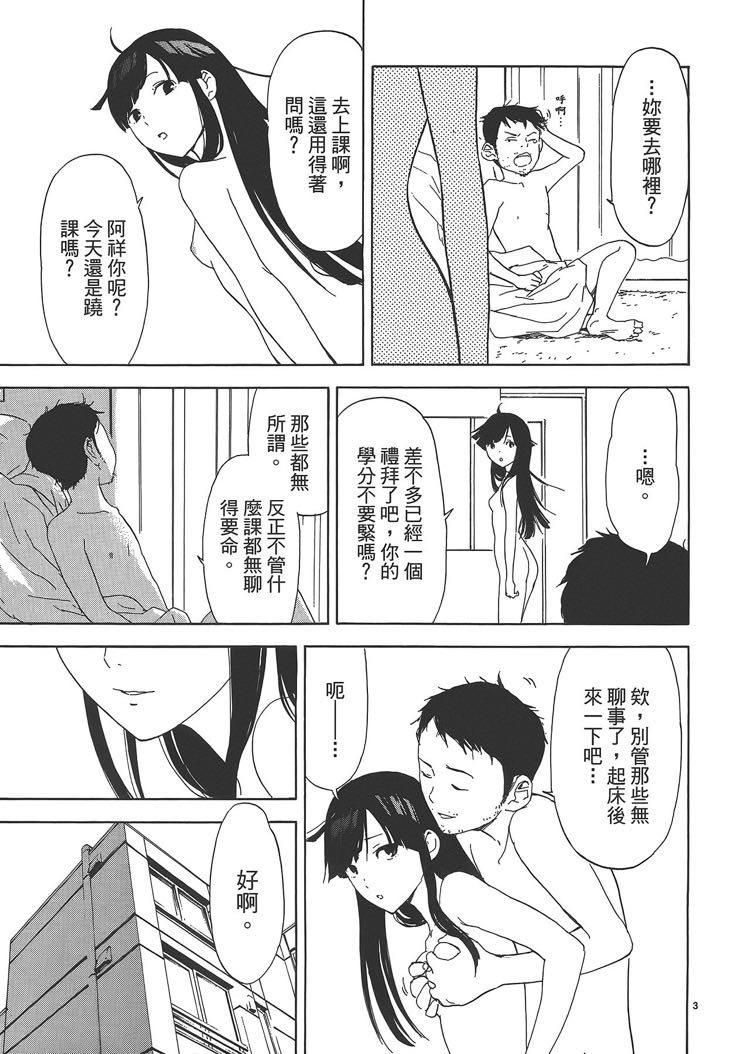 …妳要去哪裡？
呼啊…
去上課啊，
這還用得著
問嗎？
阿祥你呢？
今天還是蹺
課嗎？
…嗯。
差不多已經一個
禮拜了吧，你的
學分不要緊嗎？
那些都無
所謂。
反正不管什
麼課都無聊
得要命。
欸，別管那些無
聊事了，起床後
來一下吧…
呃——…
好啊。
3